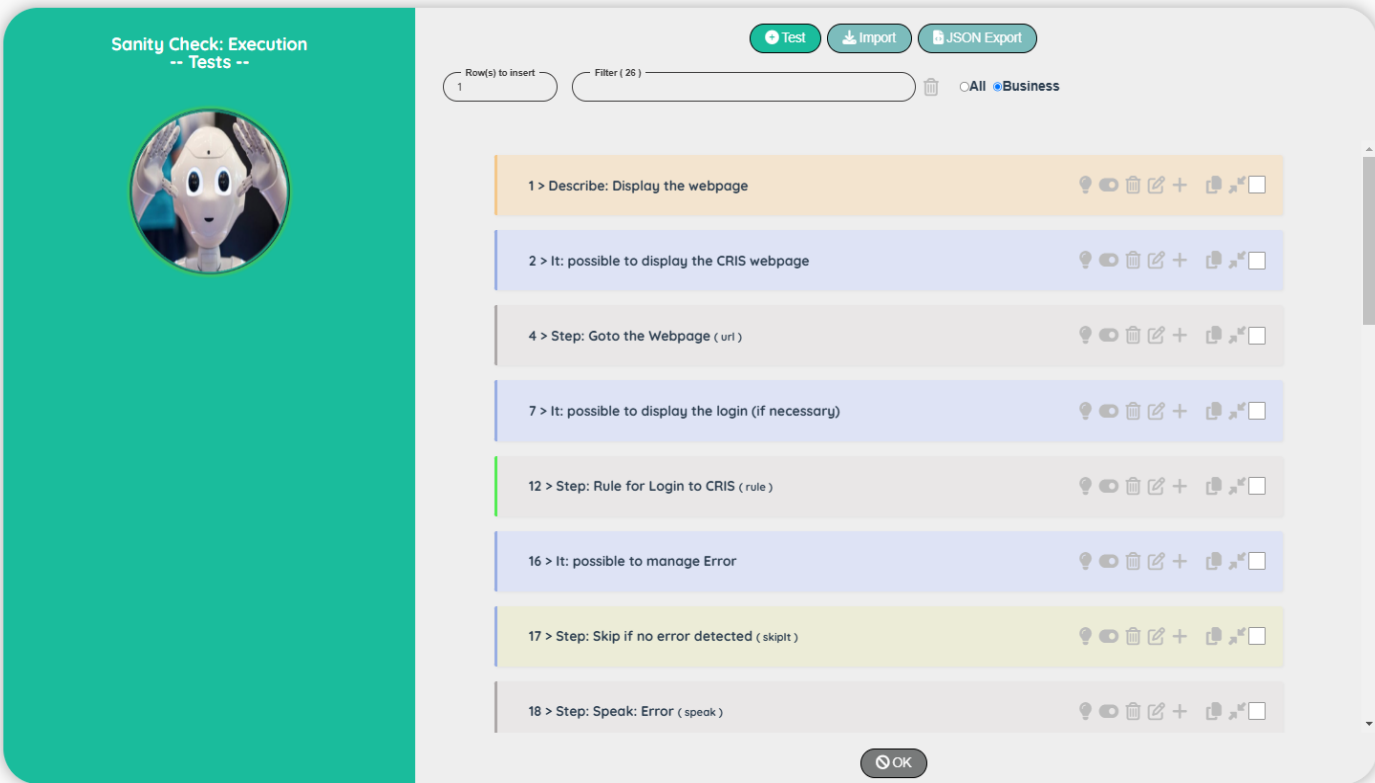 Sanity Check: Execution
-- Tests --
Test
Import
JSON Export
Row(s) to insert
1
Filter ( 26 )
All
Business
1 > Describe: Display the webpage
2 > It: possible to display the CRIS webpage
4 > Step: Goto the Webpage ( url )
7 > It: possible to display the login (if necessary)
12 > Step: Rule for Login to CRIS ( rule )
16 > It: possible to manage Error
17 > Step: Skip if no error detected ( skipIt )
18 > Step: Speak: Error ( speak )
OK